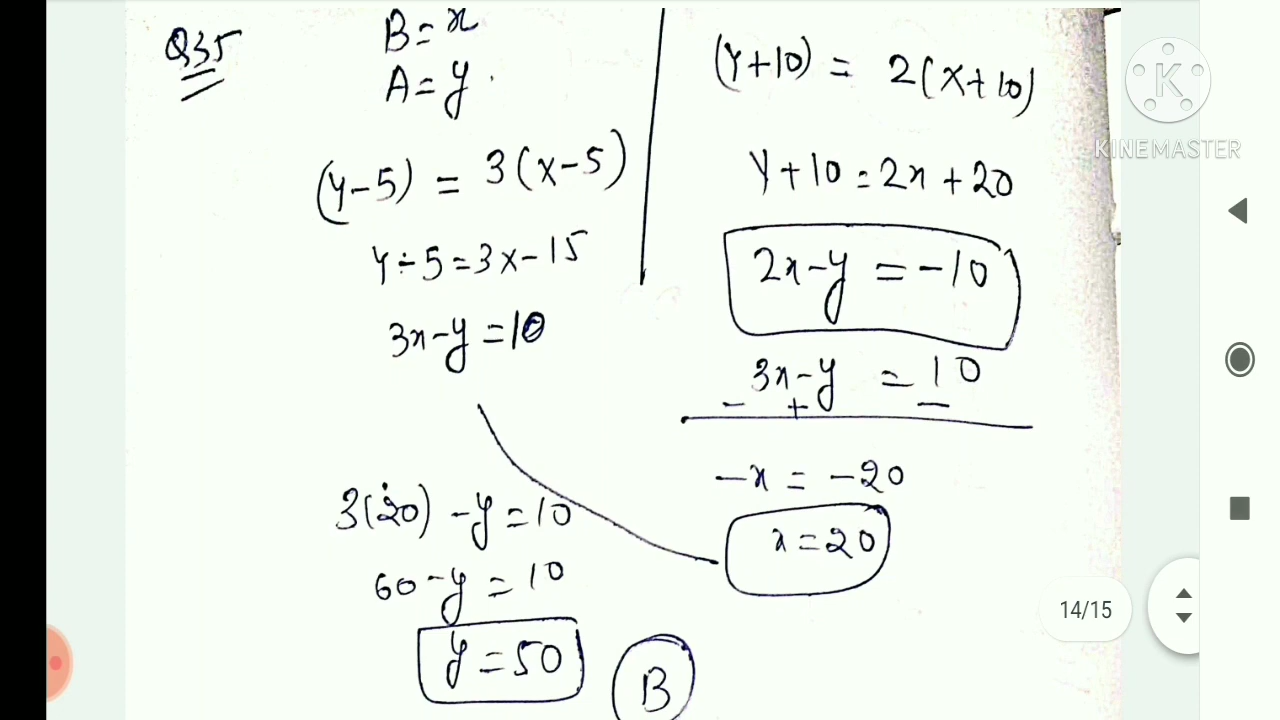 Q35
B = x
A = y
(y-5) = 3(x-5)
y-5=3x-15
3x-y=10
3(20) -y=10
60-y = 10
y = 50
B
(y+10) = 2(x+10)
y+10=2x+20
2x-y = -10
3x-y = 10
- + -
-x = -20
x=20
KINEMASTER
K
14/15